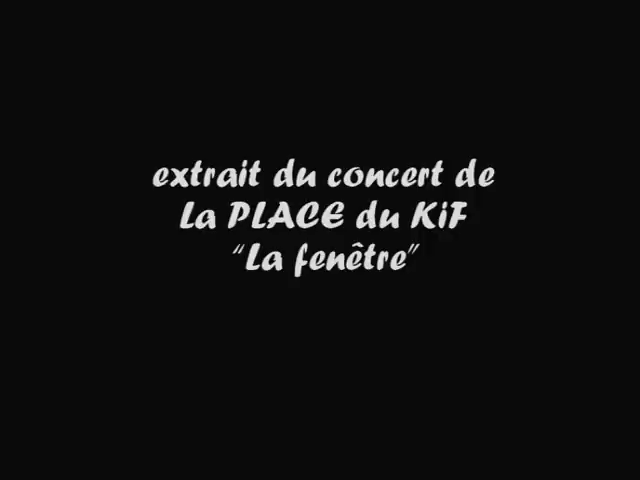 extrait du concert de
La PLACE du KiF
"La fenêtre"